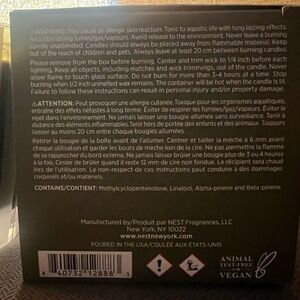 ⚠WARNING: May cause an allergic skin reaction. Toxic to aquatic life with long lasting effects.
Avoid breathing fumes/gas/vapours. Avoid release to the environment. Never leave a burning
candle unattended. Candles should always be placed away from flammable material. Keep
out of the reach of children and pets. Always leave at least 20 cm between burning candles.
Please remove from the box before burning. Center and trim wick to 1/4 inch before each
lighting. Keep all objects, including matches and wick trimmings, out of the candle. Never
allow flame to touch glass surface. Do not burn for more than 3-4 hours at a time. Stop
burning when 1/2 inch melted wax remains. The container will be hot when the candle is lit.
Failure to follow these instructions can result in personal injury and/or property damage.
⚠ATTENTION: Peut provoquer une allergie cutanée. Toxique pour les organismes aquatiques,
entraîne des effets néfastes à long terme. Éviter de respirer les fumées/gaz/vapeurs. Éviter le
rejet dans l'environnement. Ne jamais laisser une bougie allumée sans surveillance. Tenir à
distance des éléments inflammables. Tenir hors de portée des enfants et des animaux. Toujours
laisser au moins 20 cm entre chaque bougies allumées.
Retirer la bougie de la boîte avant de l'allumer. Centrer et tailler la mèche à 6 mm avant
chaque utilisation et garder les bouts de mèche hors de la cire. Ne pas permettre la flamme
de se rapprocher du bord externe. Ne jamais laisser brûler une bougie plus de 3 ou 4 heures
à la fois. Cesser de brûler quand il reste 12 mm de cire non fondue. Le récipient sera très
chaud lorsque la bougie est allumée. Ne pas suivre ces consignes peut conduire à des dommages
corporels et/ou matériels.
CONTAINS/CONTIENT: Methylcyclopentenolone, Linalool, Alpha-pinene and Beta-pinene.
Manufactured by/Produit par NEST Fragrances, LLC
New York, NY 10022
www.nestnewyork.com
POURED IN THE USA/COULÉE AUX ÉTATS-UNIS
8 40732 12888 3
ANIMAL
TEST-FREE
VEGAN